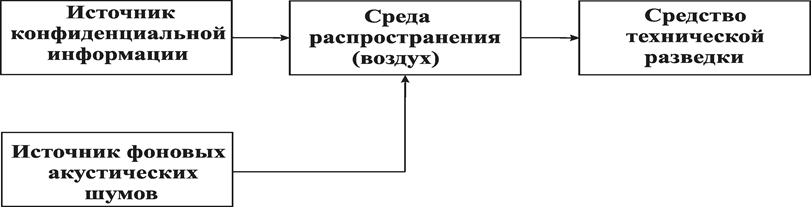 Источник
конфиденциальной
информации
Среда
распространения
(воздух)
Средство
технической
разведки
Источник фоновых
акустических
шумов